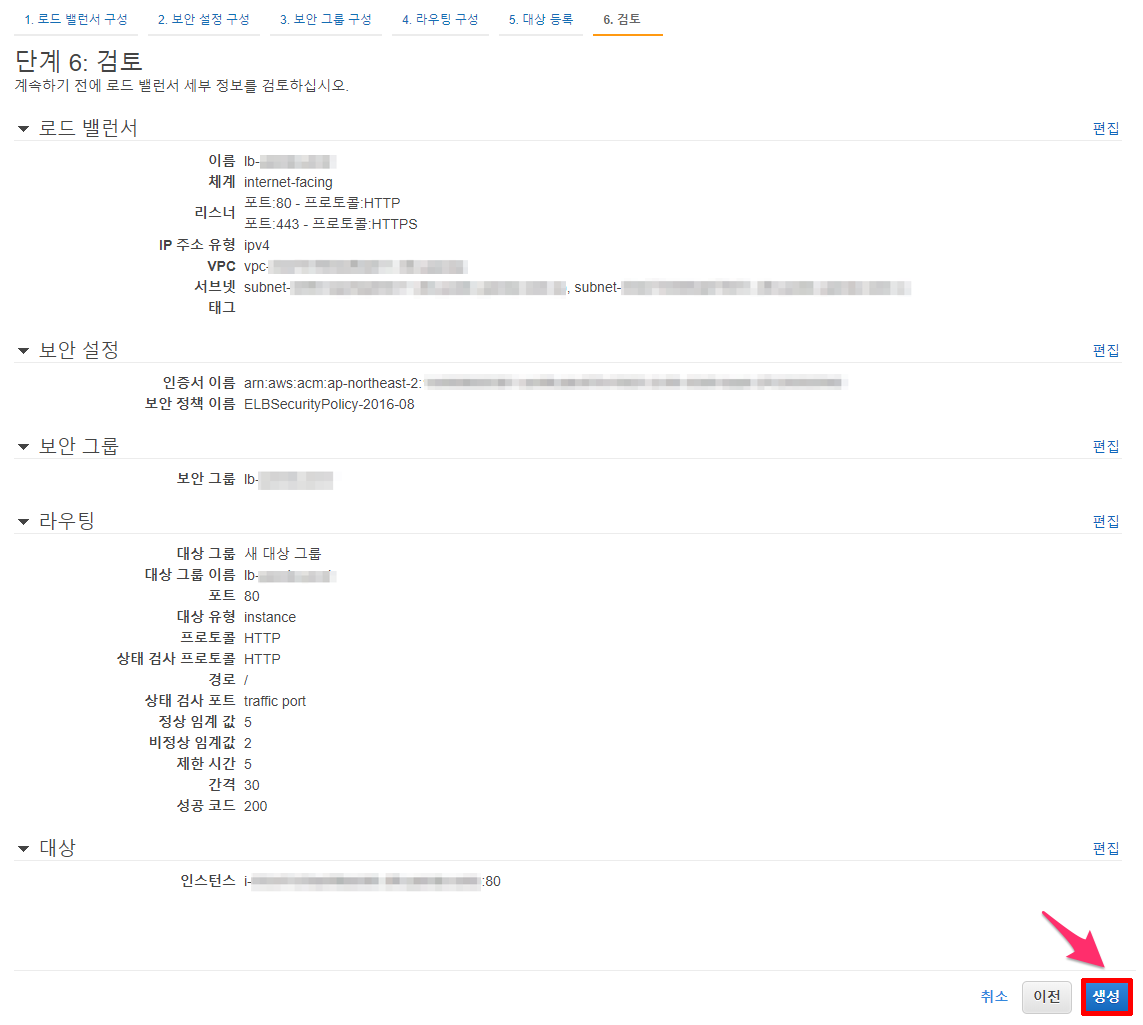 1. 로드 밸런서 구성 2. 보안 설정 구성 3. 보안 그룹 구성 4. 라우팅 구성 5. 대상 등록 6. 검토
단계 6: 검토
계속하기 전에 로드 밸런서 세부 정보를 검토하십시오.
로드 밸런서 편집
이름 lb-
체계 internet-facing
리스너 포트:80 - 프로토콜:HTTP
포트:443 - 프로토콜:HTTPS
IP 주소 유형 ipv4
VPC vpc-
서브넷 subnet- , subnet-
태그
보안 설정 편집
인증서 이름 arn:aws:acm:ap-northeast-2:
보안 정책 이름 ELBSecurityPolicy-2016-08
보안 그룹 편집
보안 그룹 lb-
라우팅 편집
대상 그룹 새 대상 그룹
대상 그룹 이름 lb-
포트 80
대상 유형 instance
프로토콜 HTTP
상태 검사 프로토콜 HTTP
경로 /
상태 검사 포트 traffic port
정상 임계 값 5
비정상 임계값 2
제한 시간 5
간격 30
성공 코드 200
대상 편집
인스턴스 i- :80
취소 이전 생성